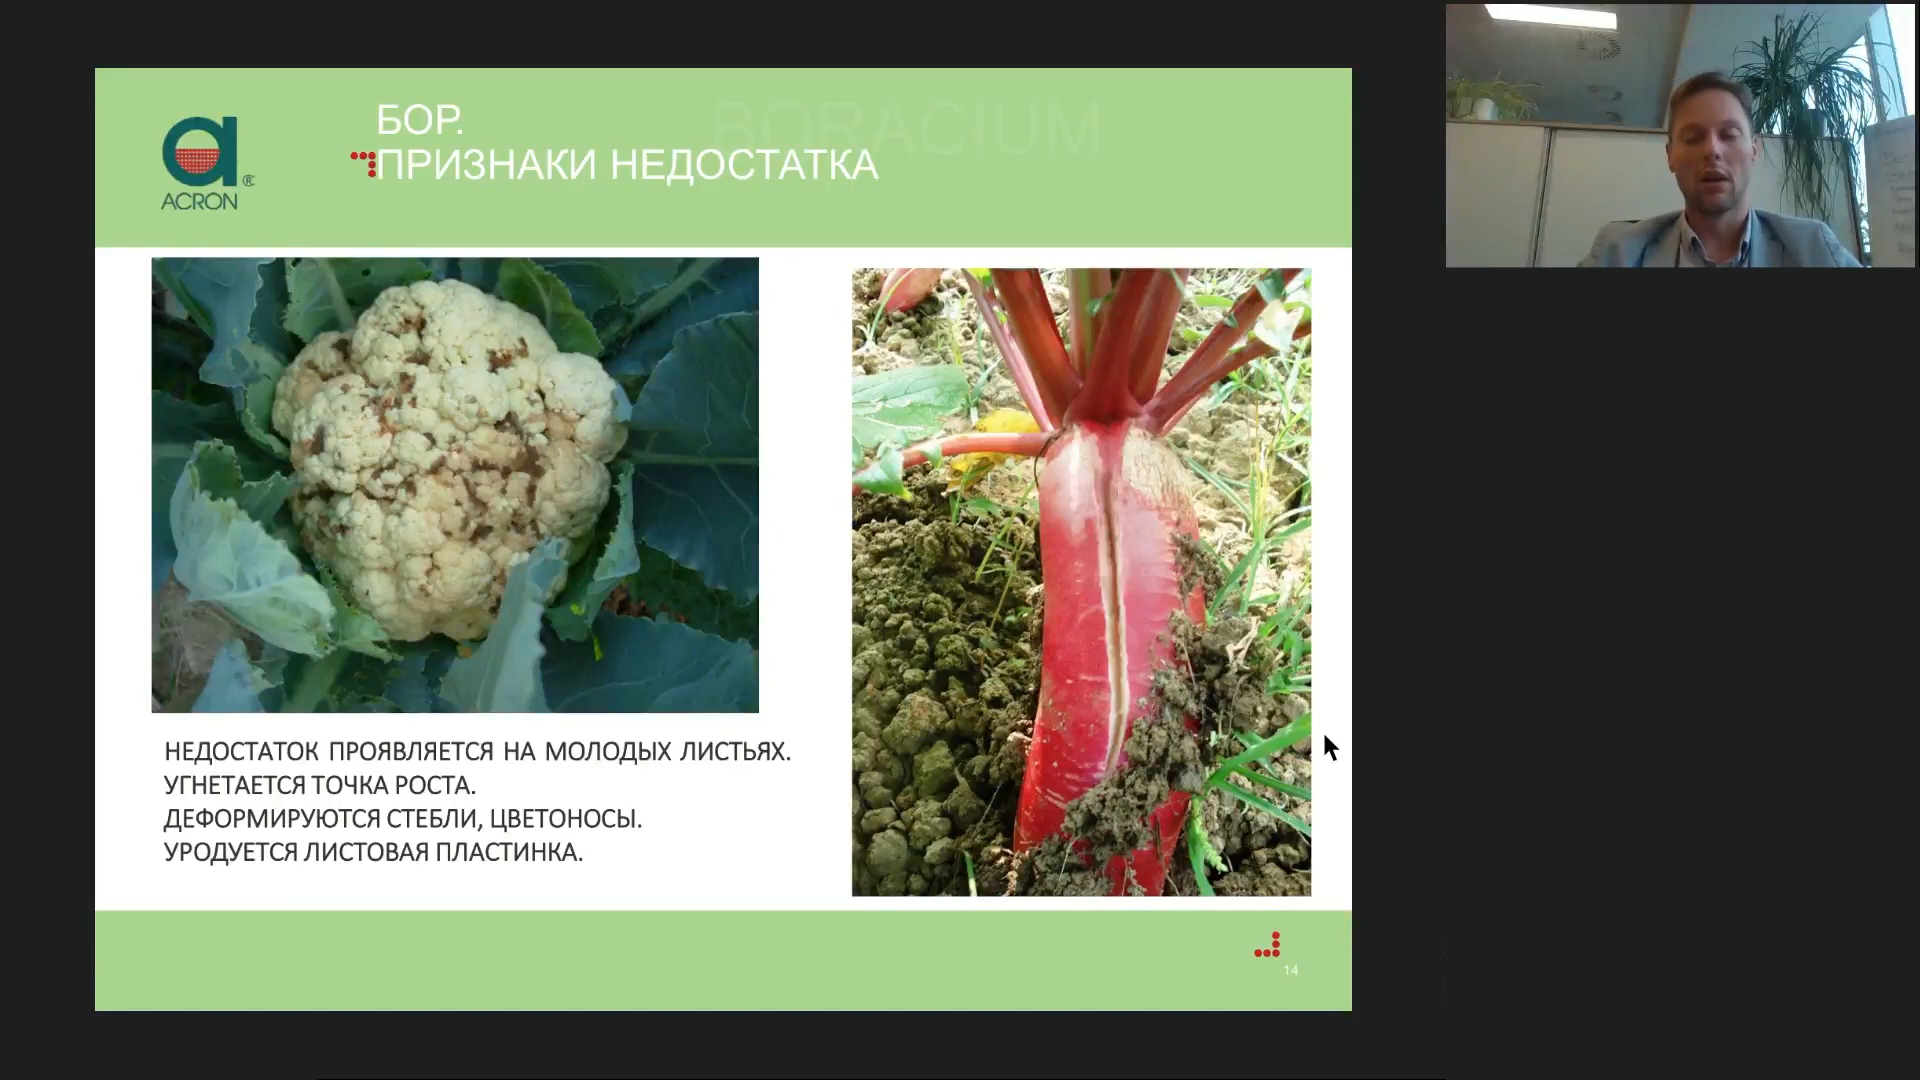 БОР.
BORACIUM
ПРИЗНАКИ НЕДОСТАТКА
®
ACRON
НЕДОСТАТОК ПРОЯВЛЯЕТСЯ НА МОЛОДЫХ ЛИСТЬЯХ.
УГНЕТАЕТСЯ ТОЧКА РОСТА.
ДЕФОРМИРУЮТСЯ СТЕБЛИ, ЦВЕТОНОСЫ.
УРОДУЕТСЯ ЛИСТОВАЯ ПЛАСТИНКА.
14